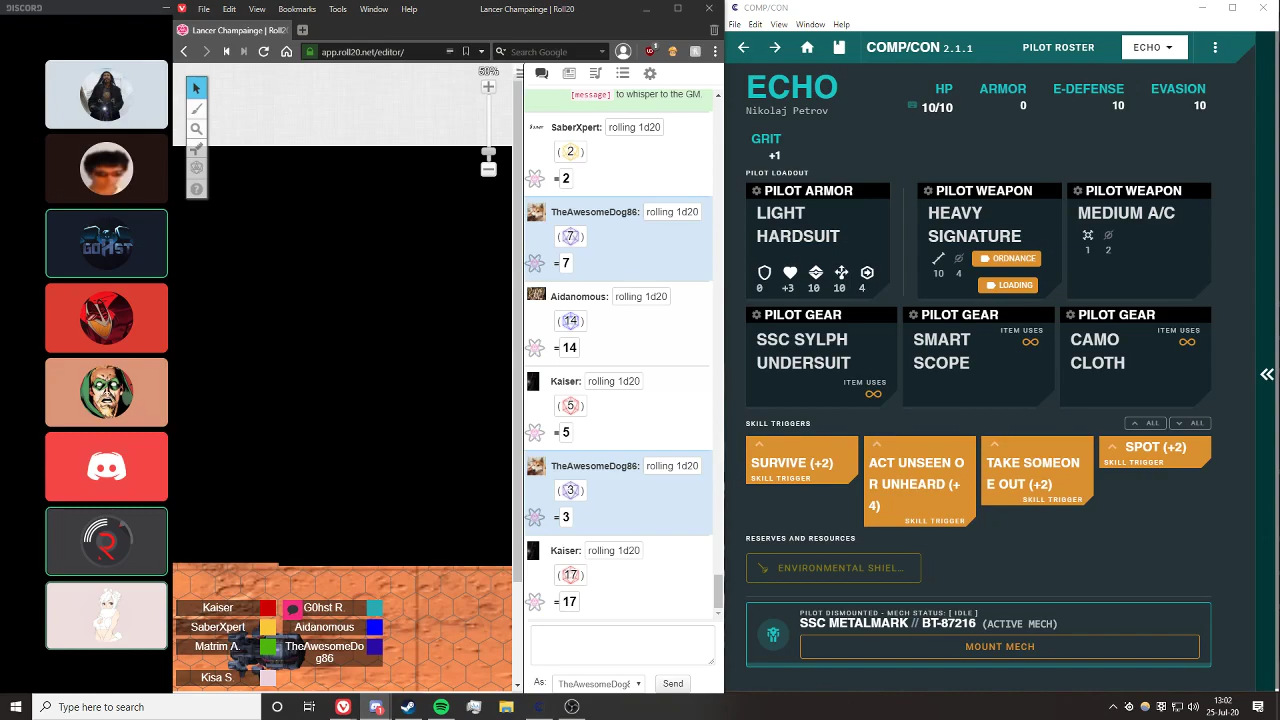 DISCORD
File Edit View Help
Lancer Champaingne | Roll20
app.roll20.net/editor/
Search Google
50%
[message] to whisper to the GM.
SaberXpert: rolling 1d20
( 2 )
= 2
TheAwesomeDog86: rolling 1d20
( 7 )
= 7
Aidanomous: rolling 1d20
( 14 )
= 14
Kaiser: rolling 1d20
( 5 )
= 5
TheAwesomeDog86: rolling 1d20
( 3 )
= 3
Kaiser: rolling 1d20
( 17 )
= 17
As: TheAwesomeDog8
Send
GOHST
R
Kaiser
G0hst R.
SaberXpert
Aidanomous
Matrim A.
TheAwesomeDo
g86
Kisa S.
COMP/CON
File Edit View Window Help
COMP/CON 2.1.1
PILOT ROSTER
ECHO
ECHO
Nikolaj Petrov
HP
10/10
ARMOR
0
E-DEFENSE
10
EVASION
10
GRIT
+1
PILOT LOADOUT
PILOT ARMOR
LIGHT
HARDSUIT
0 +3 10 10 4
PILOT WEAPON
HEAVY
SIGNATURE
10 4
ORDNANCE
LOADING
PILOT WEAPON
MEDIUM A/C
1 2
PILOT GEAR
SSC SYLPH
UNDERSUIT
ITEM USES
∞
PILOT GEAR
ITEM USES
∞
SMART
SCOPE
PILOT GEAR
ITEM USES
∞
CAMO
CLOTH
SKILL TRIGGERS
ALL
ALL
SURVIVE (+2)
SKILL TRIGGER
ACT UNSEEN O
R UNHEARD (+
4)
SKILL TRIGGER
TAKE SOMEON
E OUT (+2)
SKILL TRIGGER
SPOT (+2)
SKILL TRIGGER
RESERVES AND RESOURCES
ENVIRONMENTAL SHIEL…
PILOT DISMOUNTED - MECH STATUS: [ IDLE ]
SSC METALMARK // BT-87216 (ACTIVE MECH)
MOUNT MECH
Type here to search
1
13:02
25-Jul-20